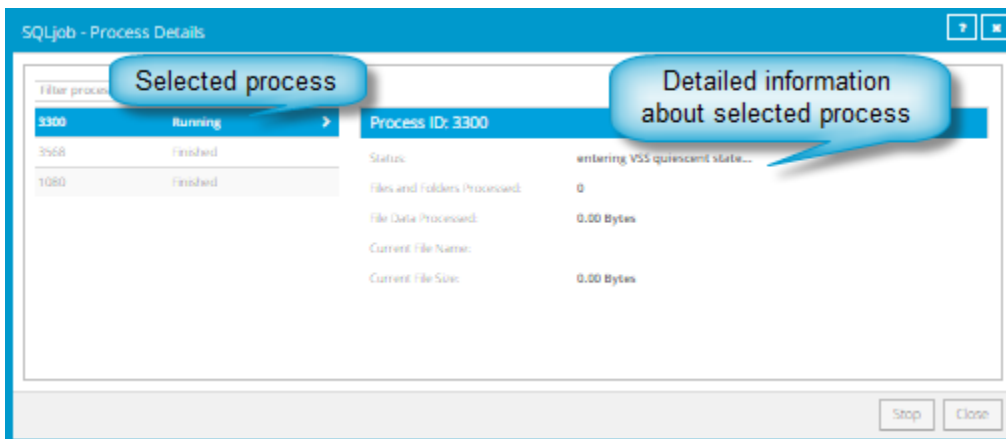 SQLjob - Process Details
? ×
Selected process
Detailed information
about selected process
Filter proces
3300 Running >
Process ID: 3300
3568 Finished
1080 Finished
Status: entering VSS quiescent state...
Files and Folders Processed: 0
File Data Processed: 0.00 Bytes
Current File Name:
Current File Size: 0.00 Bytes
Stop Close